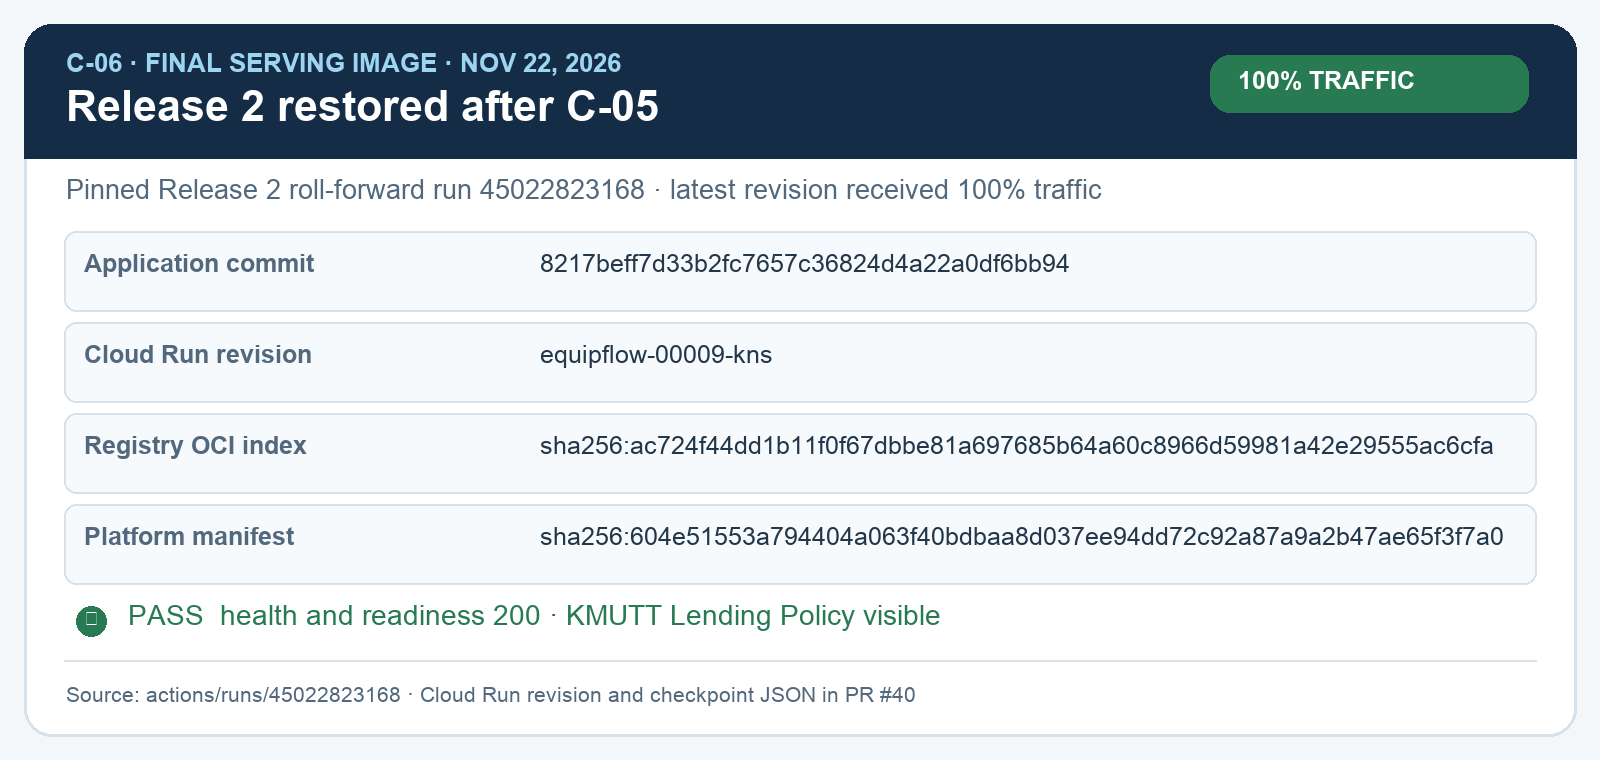 C-06 · FINAL SERVING IMAGE · NOV 22, 2026
Release 2 restored after C-05
100% TRAFFIC
Pinned Release 2 roll-forward run 45022823168 · latest revision received 100% traffic
Application commit 8217beff7d33b2fc7657c36824d4a22a0df6bb94
Cloud Run revision equipflow-00009-kns
Registry OCI index sha256:ac724f44dd1b11f0f67dbbe81a697685b64a60c8966d59981a42e29555ac6cfa
Platform manifest sha256:604e51553a794404a063f40bdbaa8d037ee94dd72c92a87a9a2b47ae65f3f7a0
PASS health and readiness 200 · KMUTT Lending Policy visible
Source: actions/runs/45022823168 · Cloud Run revision and checkpoint JSON in PR #40